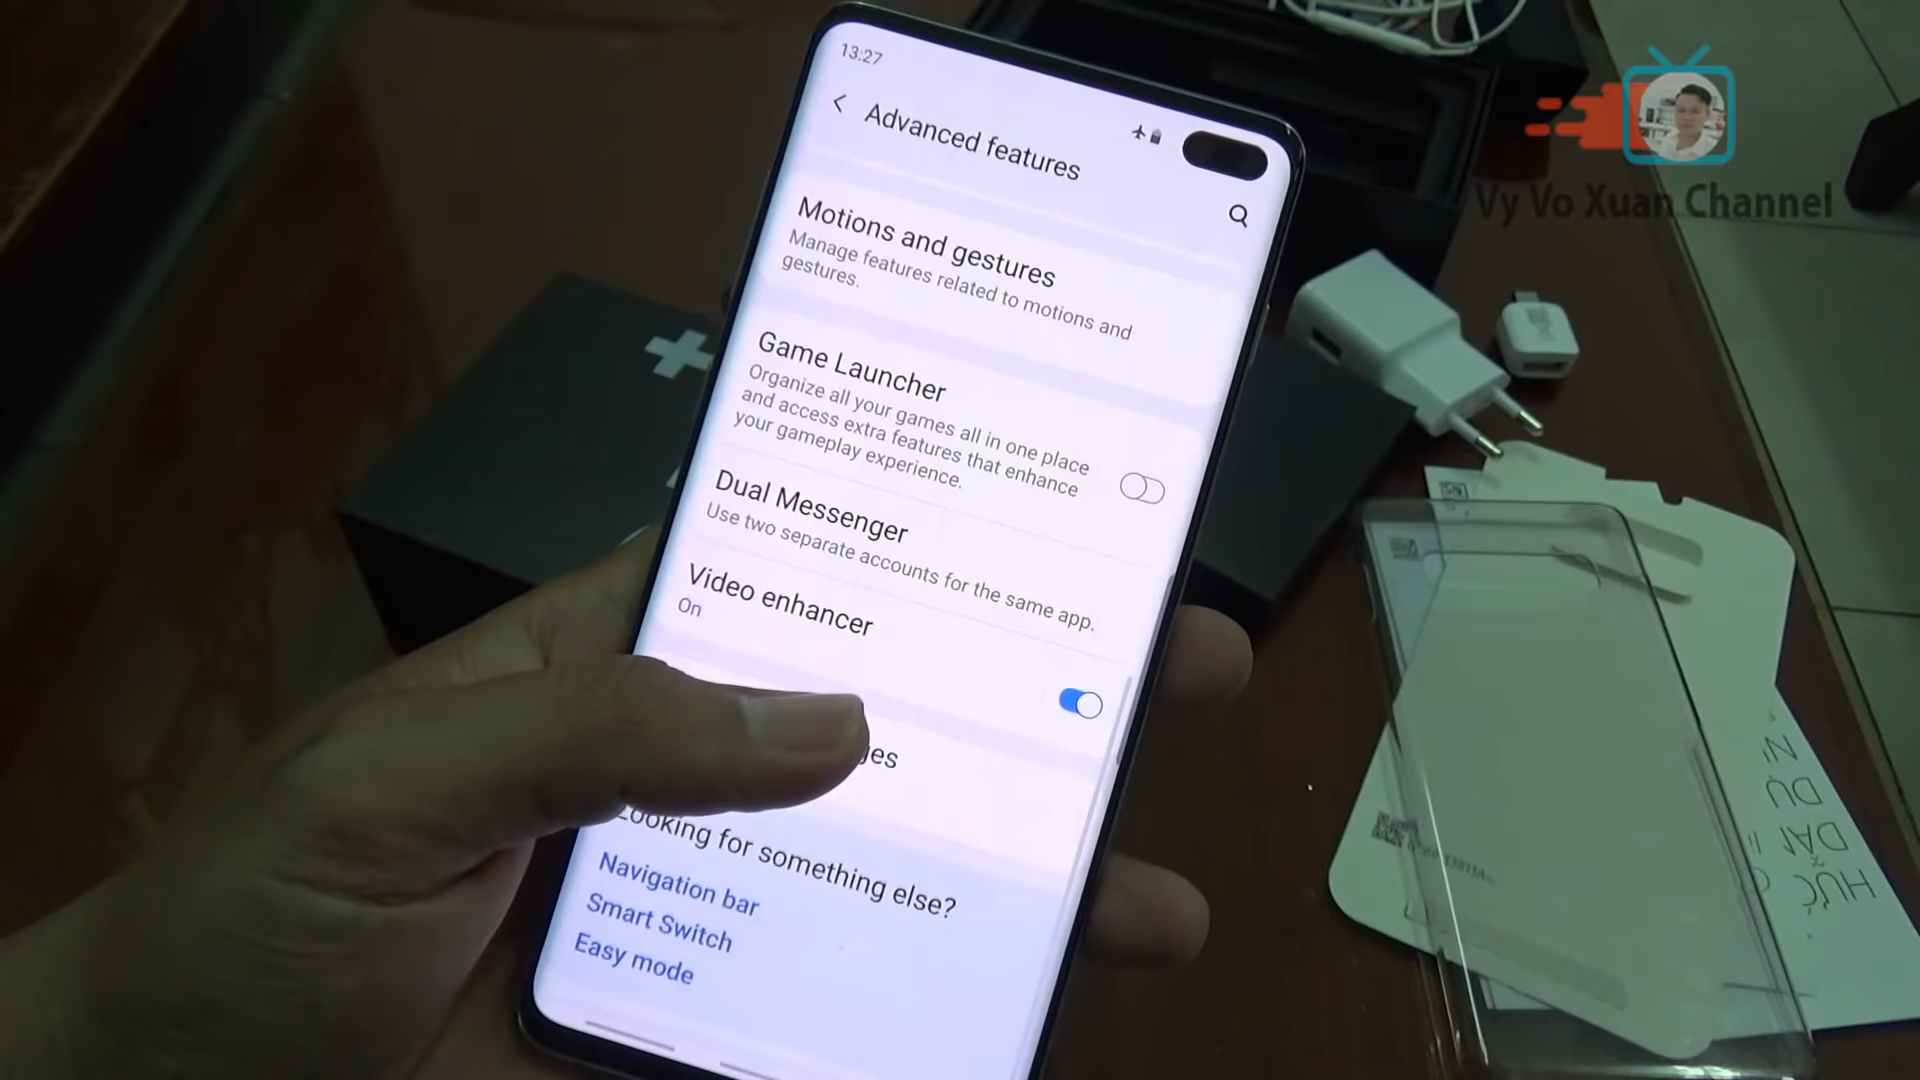 13:27
Advanced features
Motions and gestures
Manage features related to motions and
gestures.
Game Launcher
Organize all your games all in one place
and access extra features that enhance
your gameplay experience.
Dual Messenger
Use two separate accounts for the same app.
Video enhancer
On
Looking for something else?
Navigation bar
Smart Switch
Easy mode
Vy Vo Xuan Channel